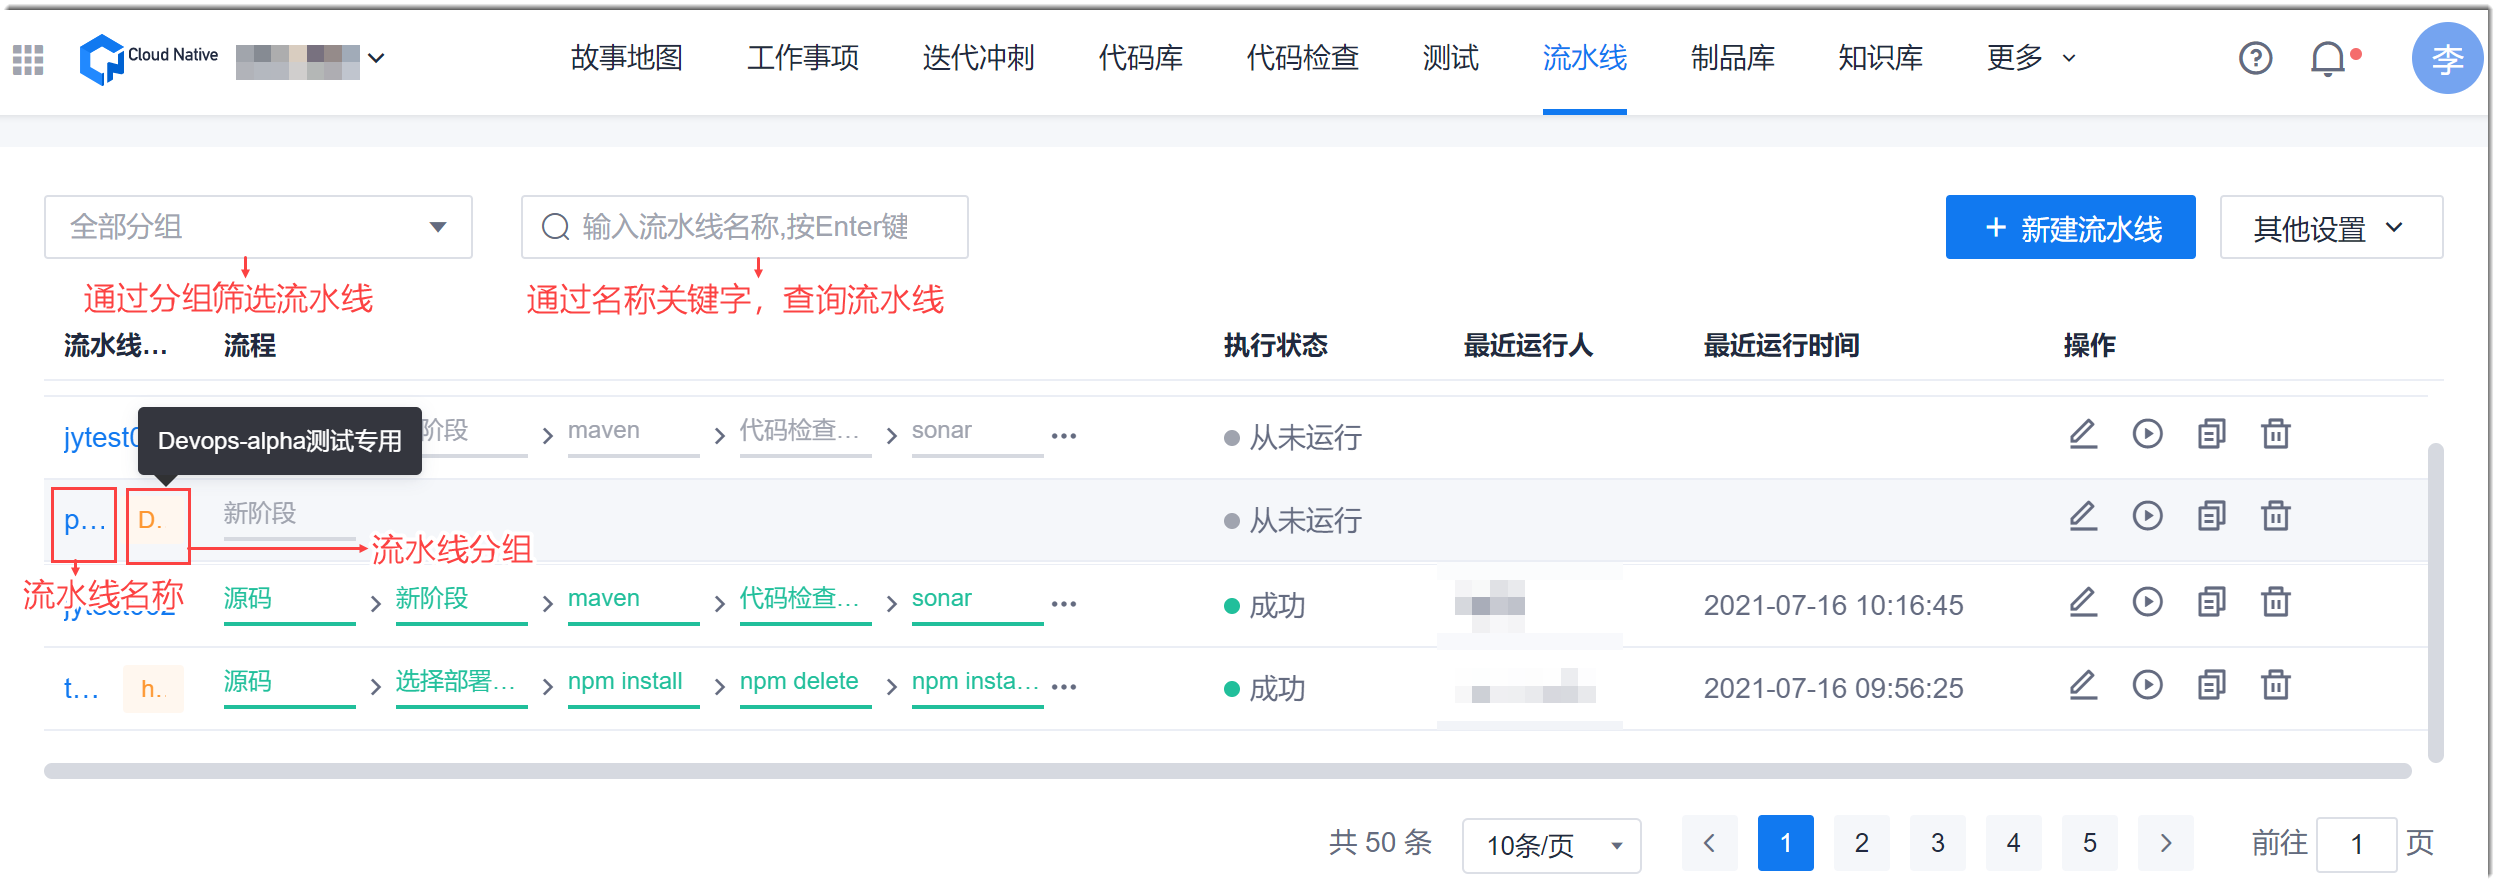 Cloud Native 故事地图 工作事项 迭代冲刺 代码库 代码检查 测试 流水线 制品库 知识库 更多 李
全部分组 输入流水线名称,按Enter键 + 新建流水线 其他设置
通过分组筛选流水线 通过名称关键字，查询流水线
流水线... 流程 执行状态 最近运行人 最近运行时间 操作
Devops-alpha测试专用
阶段 maven 代码检查... sonar ... 从未运行
p... D. 新阶段 从未运行
流水线分组
流水线名称
源码 新阶段 maven 代码检查... sonar ... 成功 2021-07-16 10:16:45
t... h. 源码 选择部署... npm install npm delete npm insta... ... 成功 2021-07-16 09:56:25
共 50 条 10条/页 1 2 3 4 5 前往 1 页